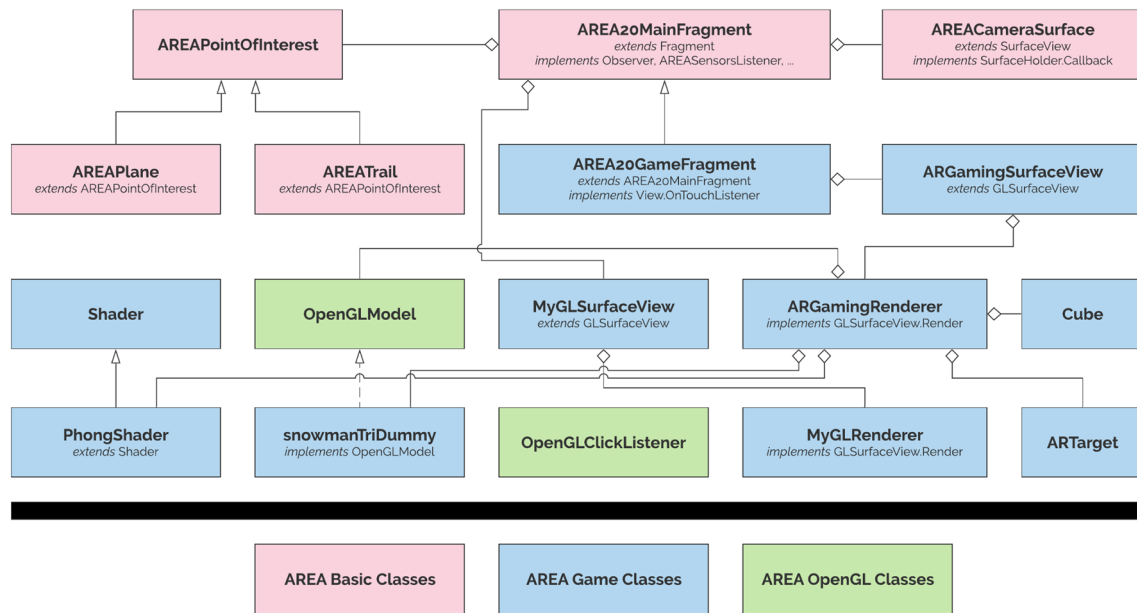 AREAPointOfInterest
AREA20MainFragment
extends Fragment
implements Observer, AREASensorsListener, ...
AREACameraSurface
extends SurfaceView
implements SurfaceHolder.Callback
AREAPlane
extends AREAPointOfInterest
AREATrail
extends AREAPointOfInterest
AREA20GameFragment
extends AREA20MainFragment
implements View.OnTouchListener
ARGamingSurfaceView
extends GLSurfaceView
Shader
OpenGLModel
MyGLSurfaceView
extends GLSurfaceView
ARGamingRenderer
implements GLSurfaceView.Render
Cube
PhongShader
extends Shader
snowmanTriDummy
implements OpenGLModel
OpenGLClickListener
MyGLRenderer
implements GLSurfaceView.Render
ARTarget
AREA Basic Classes
AREA Game Classes
AREA OpenGL Classes